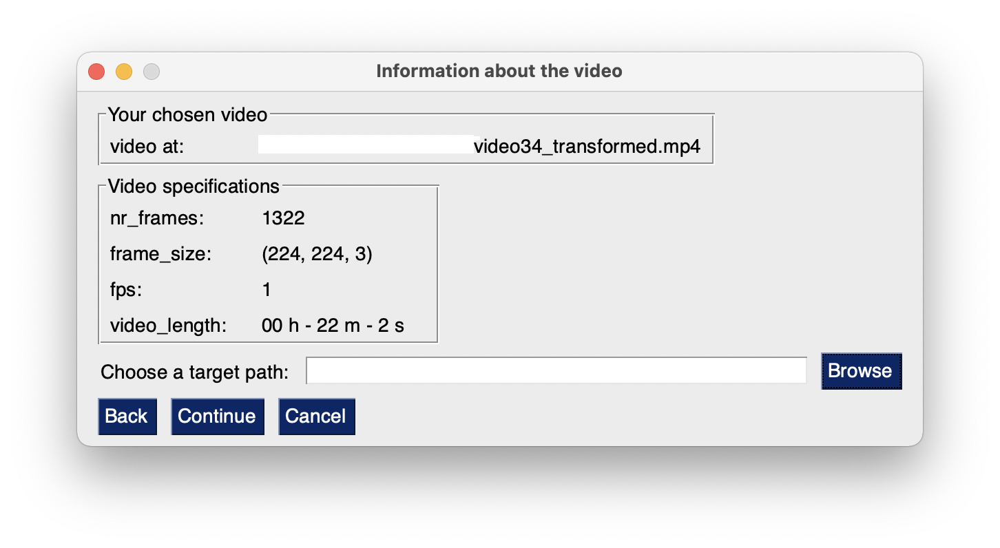 Information about the video
Your chosen video
video at: video34_transformed.mp4
Video specifications
nr_frames: 1322
frame_size: (224, 224, 3)
fps: 1
video_length: 00 h - 22 m - 2 s
Choose a target path: Browse
Back Continue Cancel